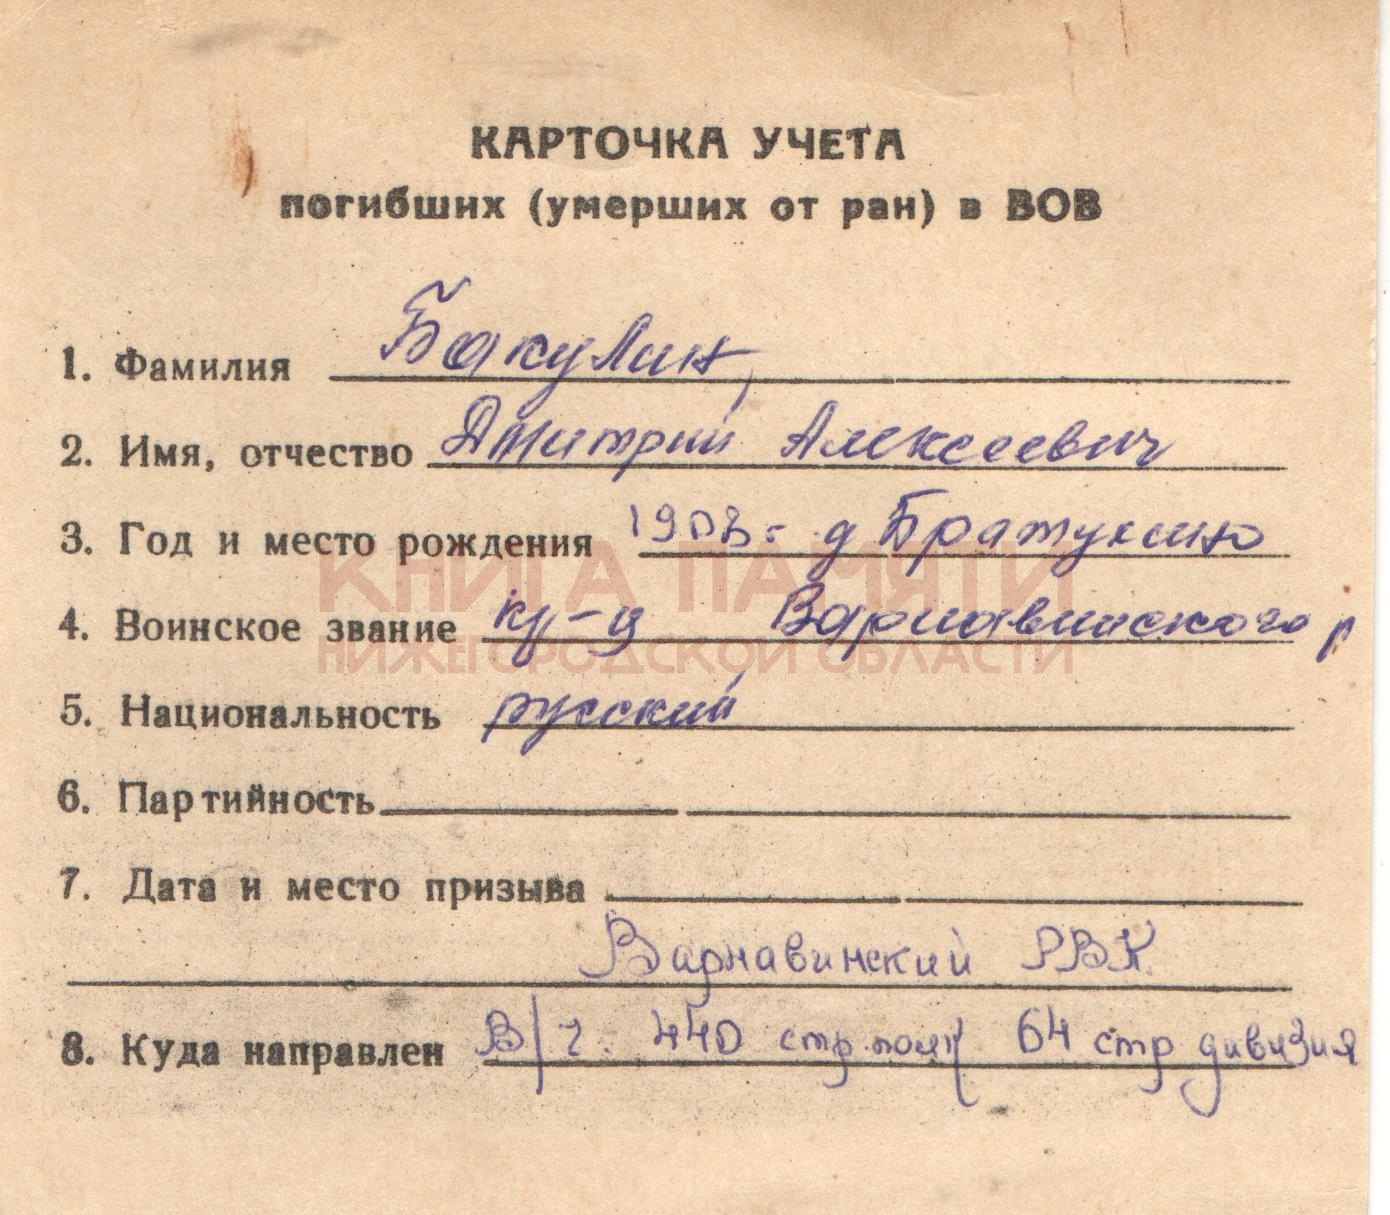 КАРТОЧКА УЧЕТА
погибших (умерших от ран) в ВОВ
1. Фамилия Бакулин,
2. Имя, отчество Дмитрий Алексеевич
3. Год и место рождения д Братухино
КНИГА ПАМЯТИ
4. Воинское звание кр-ц Варнавинского р
НИЖЕГОРОДСКОЙ ОБЛАСТИ
5. Национальность русский
6. Партийность
7. Дата и место призыва
Варнавинский РВК
8. Куда направлен В/ч. 440 стр. полк 64 стр дивизия